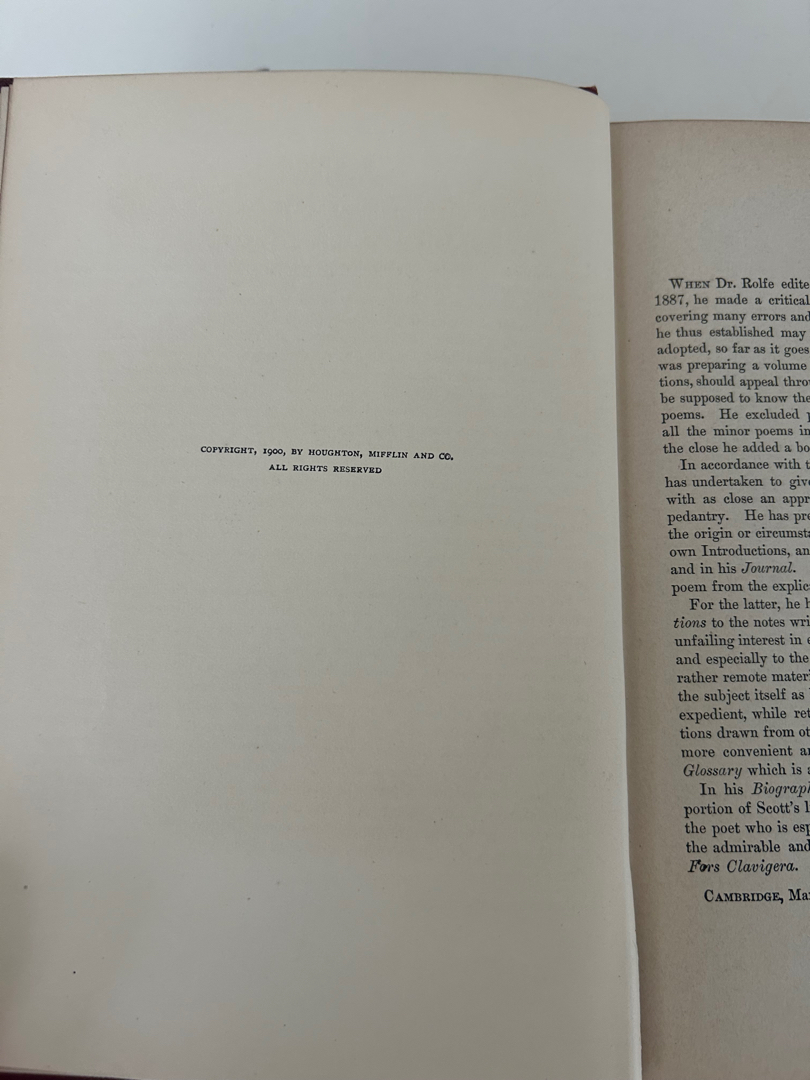 COPYRIGHT, 1900, BY HOUGHTON, MIFFLIN AND CO.
ALL RIGHTS RESERVED
WHEN Dr. Rolfe edite
1887, he made a critical
covering many errors and
he thus established may
adopted, so far as it goes
was preparing a volume
tions, should appeal thro
be supposed to know the
poems. He excluded
all the minor poems in
the close he added a bo
In accordance with t
has undertaken to giv
with as close an appr
pedantry. He has pre
the origin or circumst
own Introductions, an
and in his Journal.
poem from the explic
For the latter, he h
tions to the notes wri
unfailing interest in
and especially to the
rather remote materi
the subject itself as
expedient, while ret
tions drawn from ot
more convenient a
Glossary which is
In his Biograp
portion of Scott's l
the poet who is esp
the admirable and
Fors Clavigera.
CAMBRIDGE, Ma